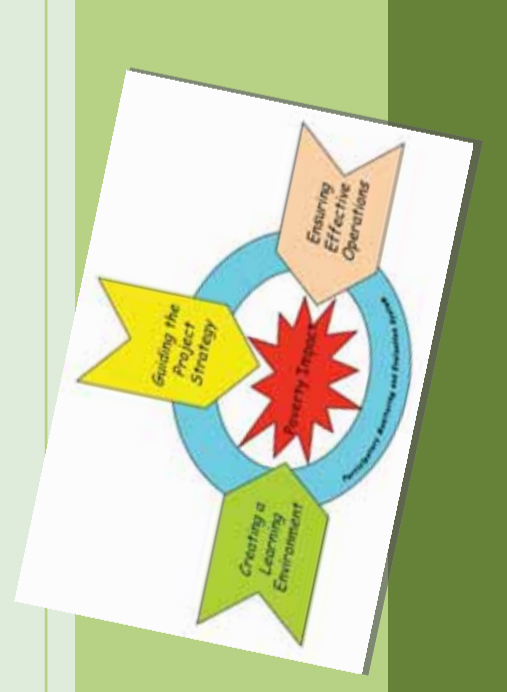 Guiding the
Project
Strategy
Creating a
Learning
Environment
Ensuring
Effective
Operations
Poverty Impact
Participatory Monitoring and Evaluation System